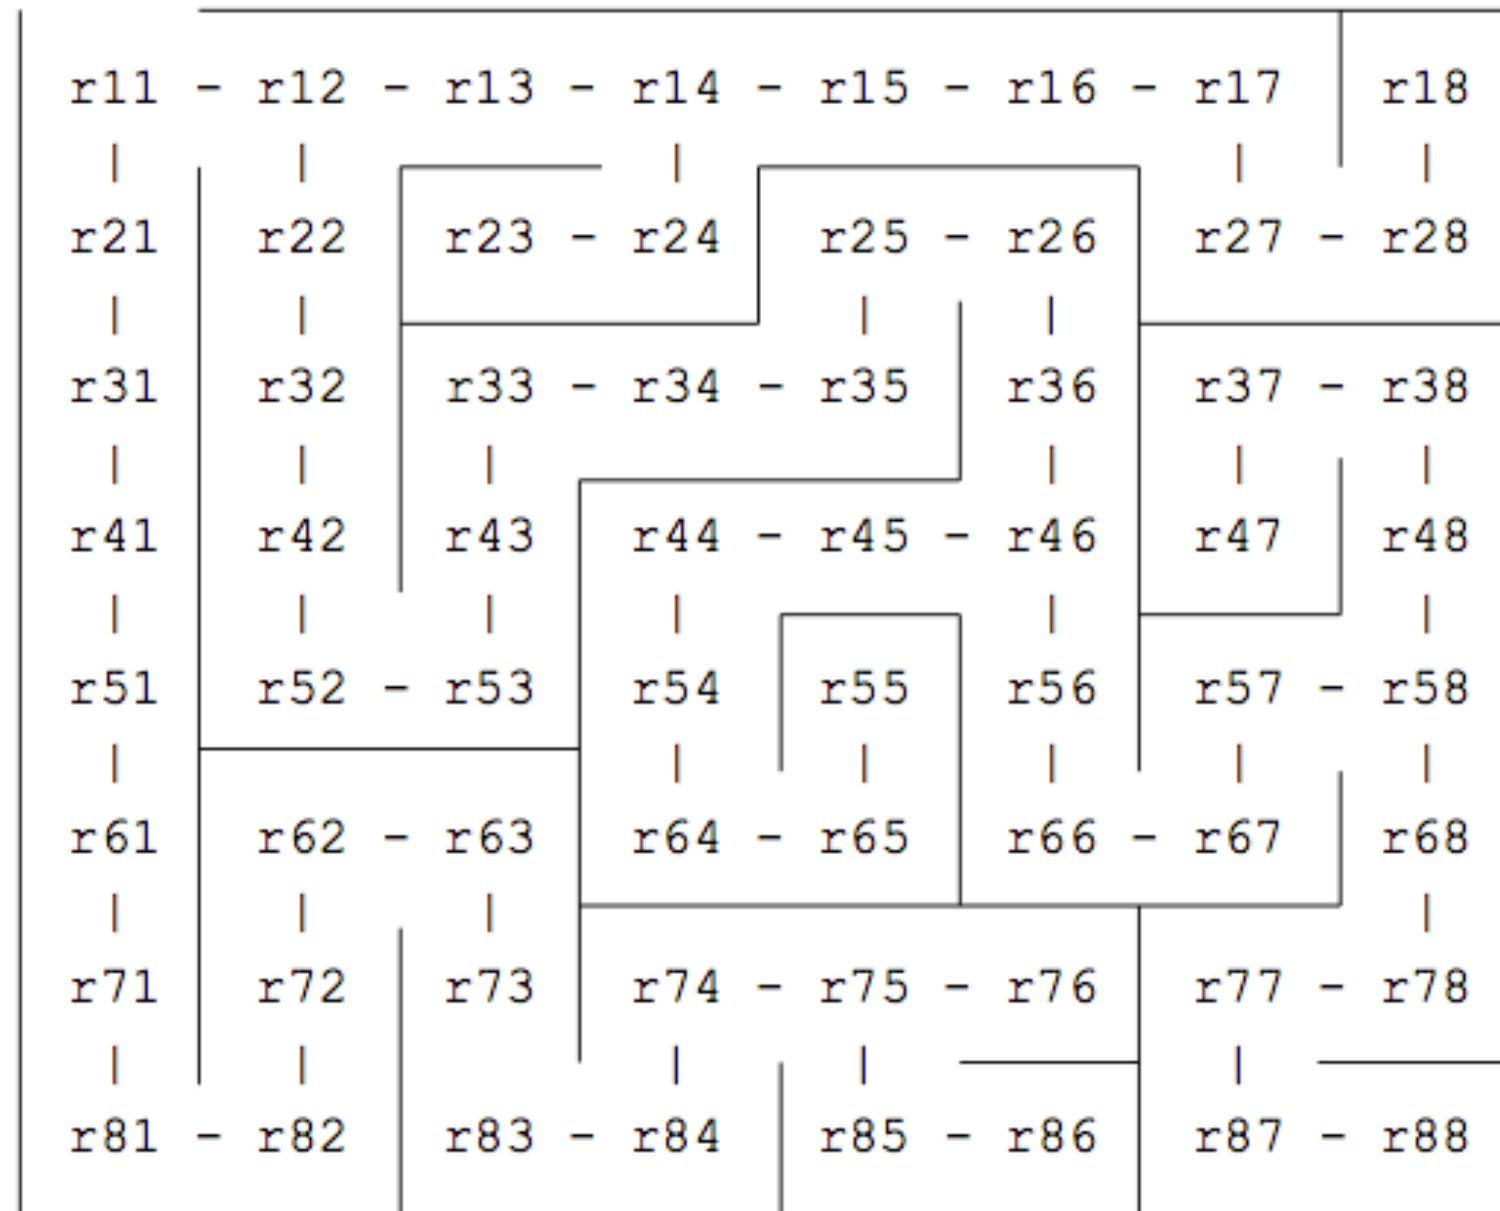 r11 - r12 - r13 - r14 - r15 - r16 - r17 r18
| | | | |
r21 r22 r23 - r24 r25 - r26 r27 - r28
| | | |
r31 r32 r33 - r34 - r35 r36 r37 - r38
| | | | | |
r41 r42 r43 r44 - r45 - r46 r47 r48
| | | | | |
r51 r52 - r53 r54 r55 r56 r57 - r58
| | | | | |
r61 r62 - r63 r64 - r65 r66 - r67 r68
| | | |
r71 r72 r73 r74 - r75 - r76 r77 - r78
| | | | |
r81 - r82 r83 - r84 r85 - r86 r87 - r88